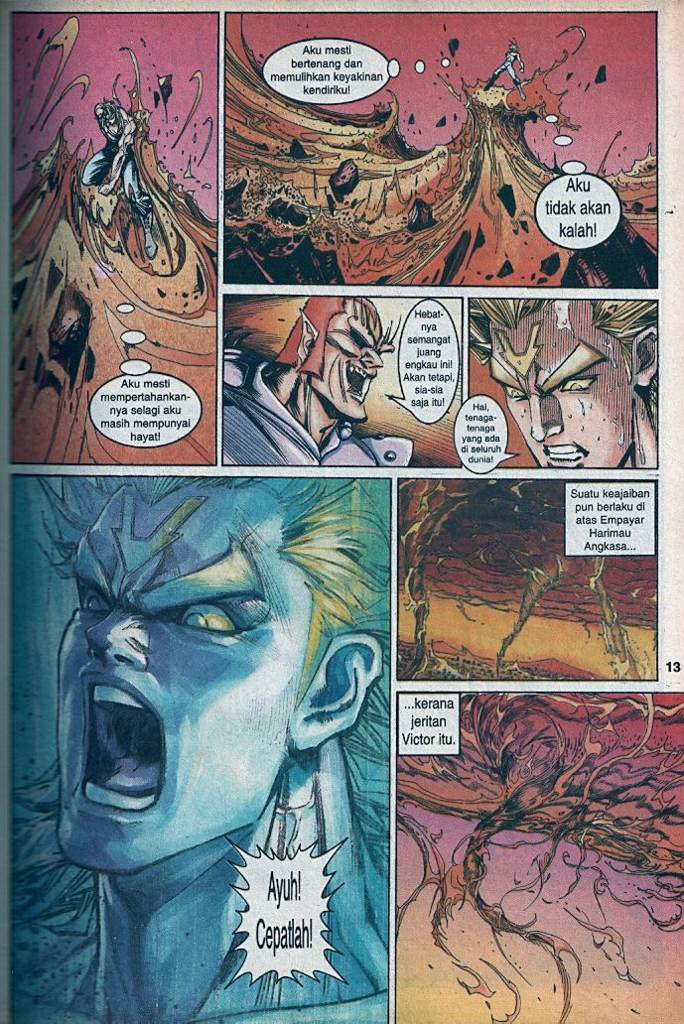 Aku mesti
mempertahankan-
nya selagi aku
masih mempunyai
hayat!
Aku mesti
bertenang dan
memulihkan keyakinan
kendiriku!
Aku
tidak akan
kalah!
Hebat-
nya
semangat
juang
engkau ini!
Akan tetapi,
sia-sia
saja itu!
Hai,
tenaga-
tenaga
yang ada
di seluruh
dunia!
Ayuh!
Cepatlah!
Suatu keajaiban
pun berlaku di
atas Empayar
Harimau
Angkasa...
13
...kerana
jeritan
Victor itu.